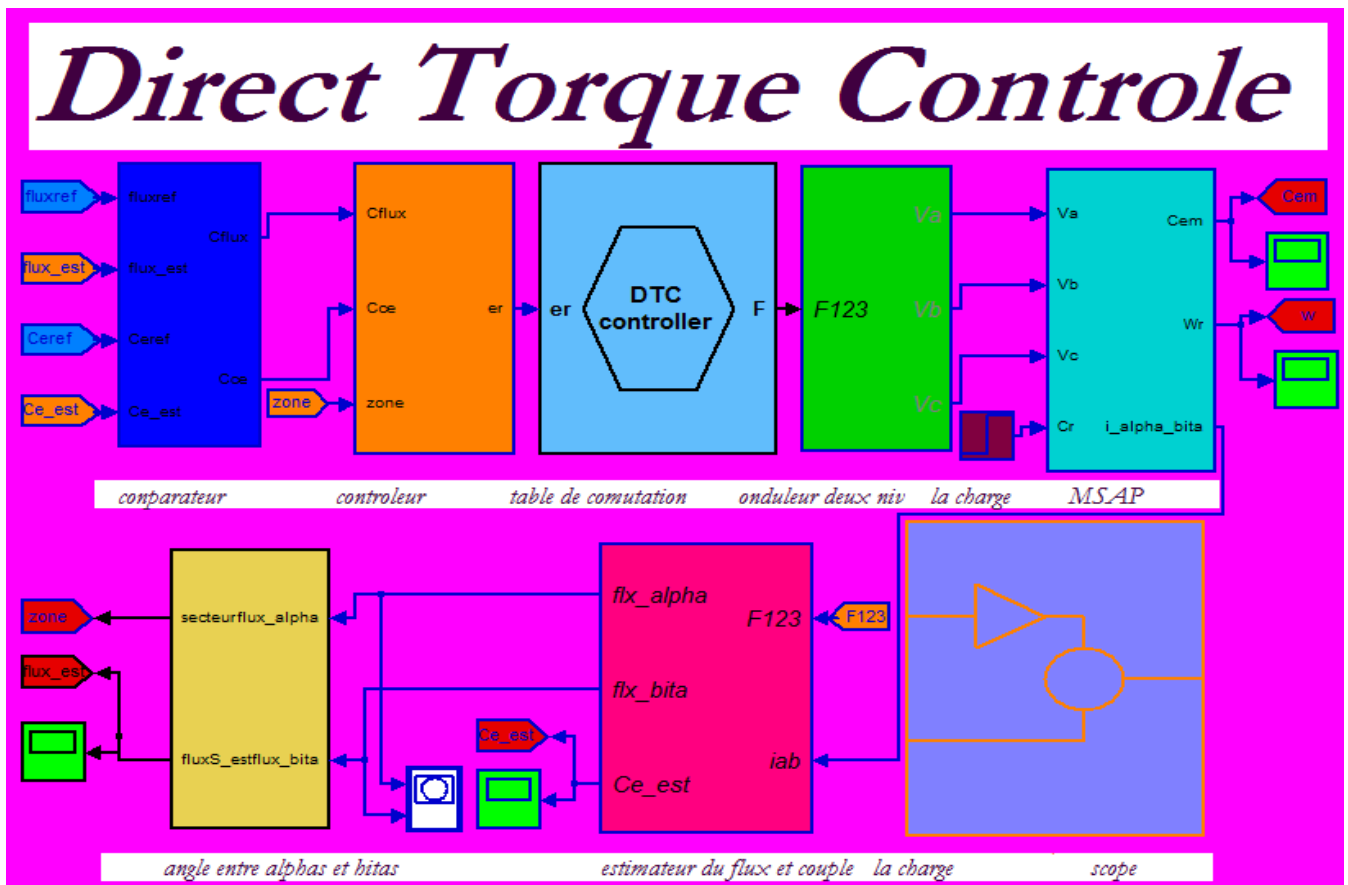 Direct Torque Controle
fluxref
fluxref
Cflux
flux_est
flux_est
Ceref
Ceref
Coe
Ce_est
Ce_est
Cflux
Coe
er
zone
zone
er
DTC
controller
F
F123
Va
Vb
Vc
Va
Vb
Vc
Cr
Cem
Wr
i_alpha_bita
Cem
w
conparateur controleur table de comutation onduleur deux niv la charge MSAP
zone
flux_est
secteurflux_alpha
fluxS_estflux_bita
Ce_est
flx_alpha
flx_bita
Ce_est
F123
iab
F123
angle entre alphas et bitas estimateur du flux et couple la charge scope